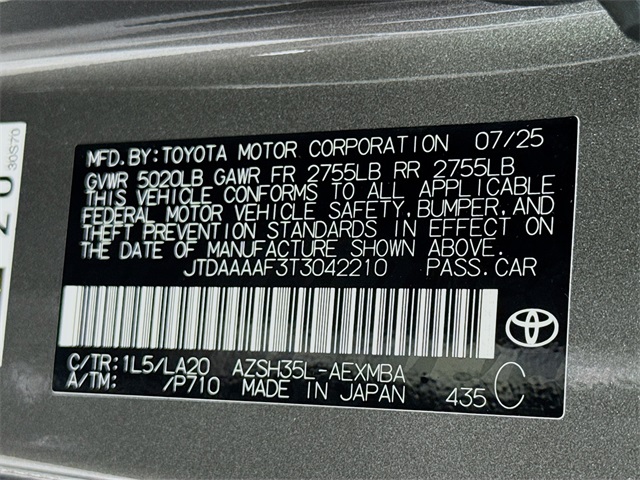 30S70
20
MFD.BY:TOYOTA MOTOR CORPORATION 07/25
GVWR 5020LB GAWR FR 2755LB RR 2755LB
THIS VEHICLE CONFORMS TO ALL APPLICABLE
FEDERAL MOTOR VEHICLE SAFETY,BUMPER,AND
THEFT PREVENTION STANDARDS IN EFFECT ON
THE DATE OF MANUFACTURE SHOWN ABOVE.
JTDAAAAF3T3042210 PASS.CAR
C/TR:1L5/LA20 AZSH35L-AEXMBA
A/TM: /P710 MADE IN JAPAN 435 C